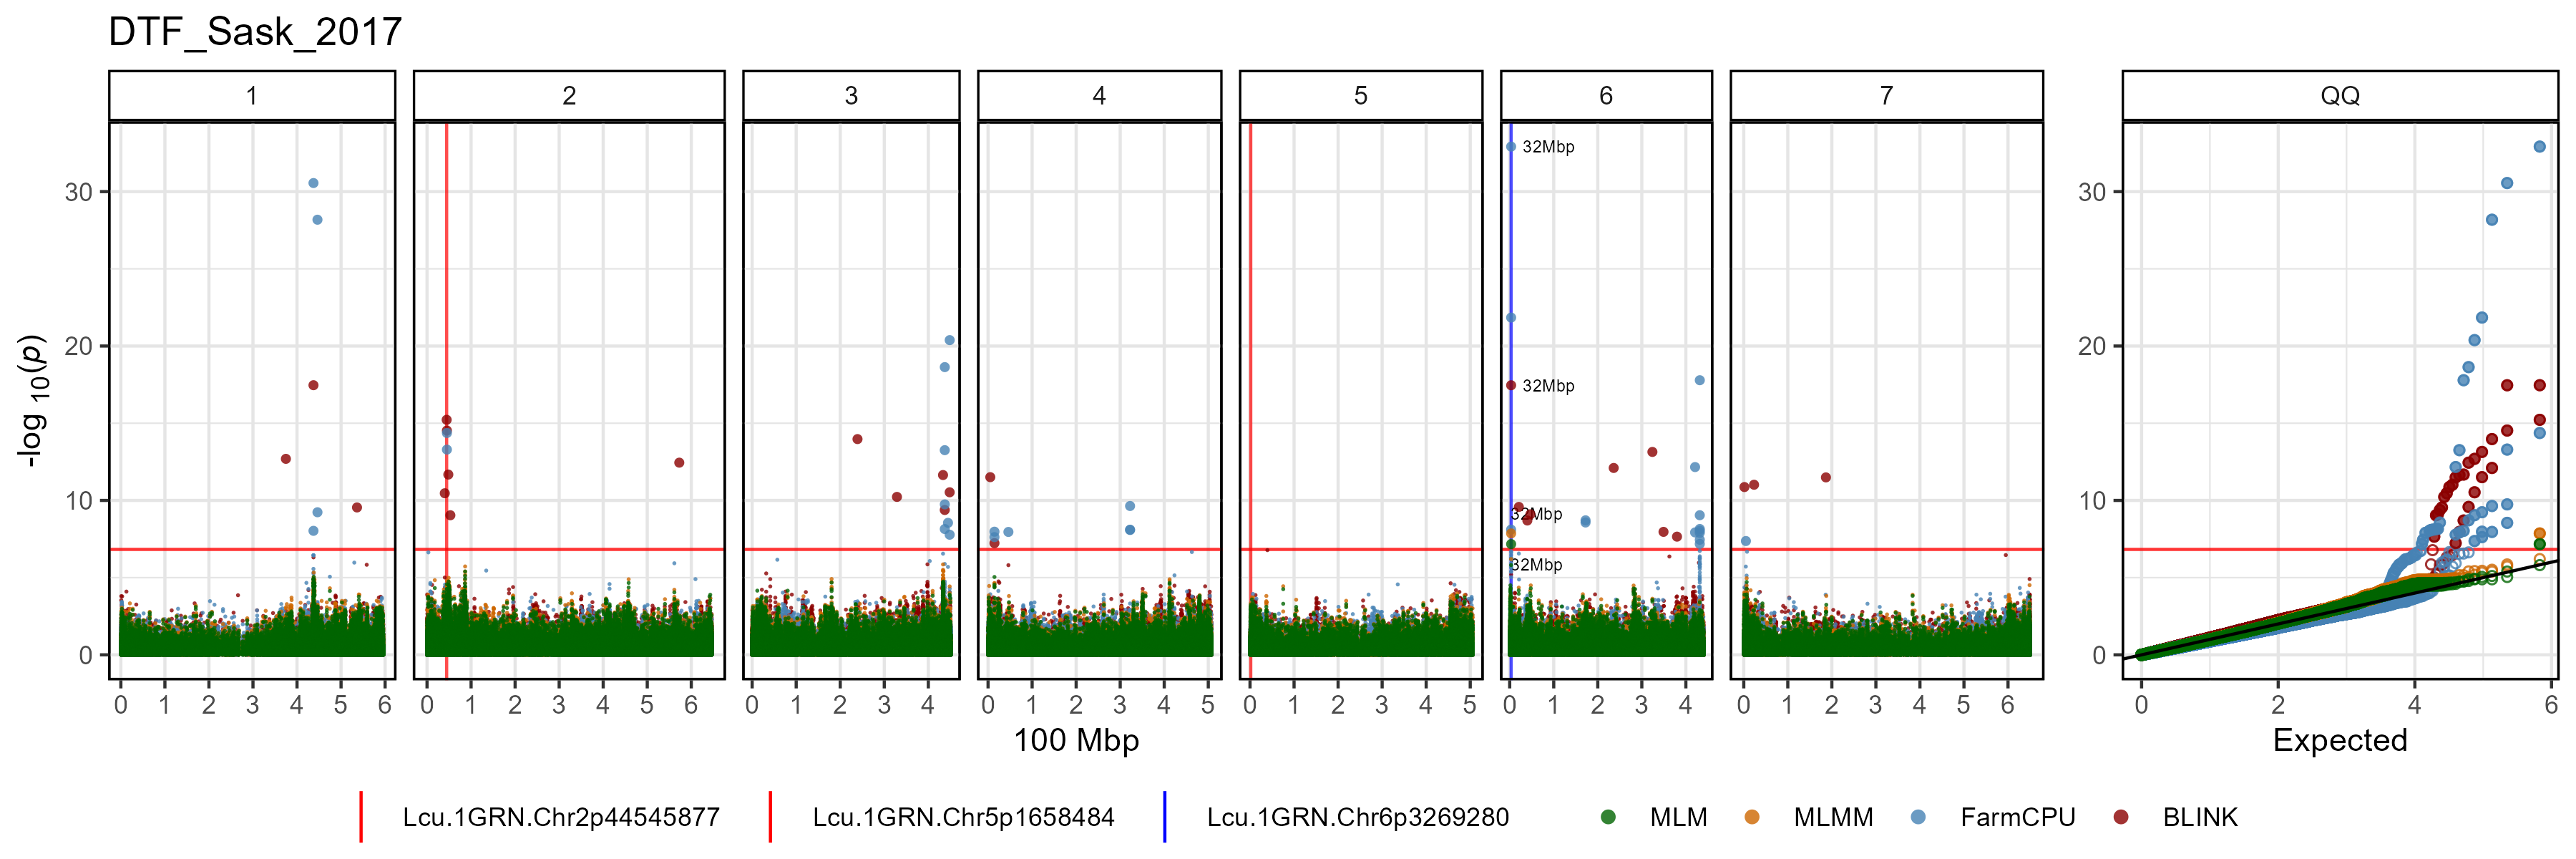 DTF_Sask_2017
1 2 3 4 5 6 7 QQ
-log 10(p)
30
20
10
0
32Mbp
32Mbp
32Mbp
32Mbp
30
20
10
0
0 1 2 3 4 5 6 0 1 2 3 4 5 6 0 1 2 3 4 0 1 2 3 4 5 0 1 2 3 4 5 0 1 2 3 4 0 1 2 3 4 5 6 0 2 4 6
100 Mbp Expected
Lcu.1GRN.Chr2p44545877 Lcu.1GRN.Chr5p1658484 Lcu.1GRN.Chr6p3269280 MLM MLMM FarmCPU BLINK